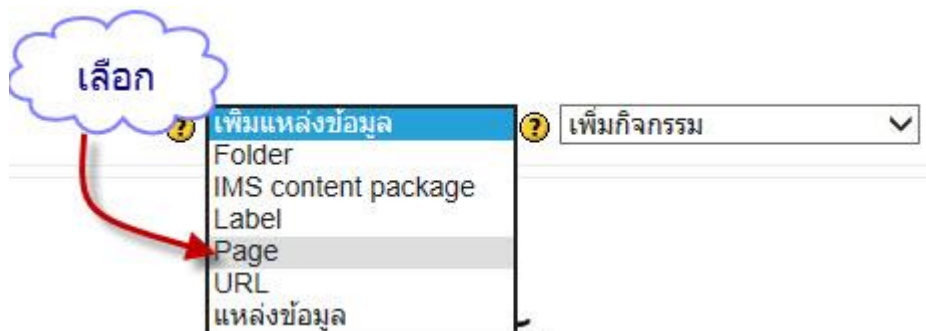 เลือก
เพิ่มแหล่งข้อมูล
เพิ่มกิจกรรม
Folder
IMS content package
Label
Page
URL
แหล่งข้อมูล